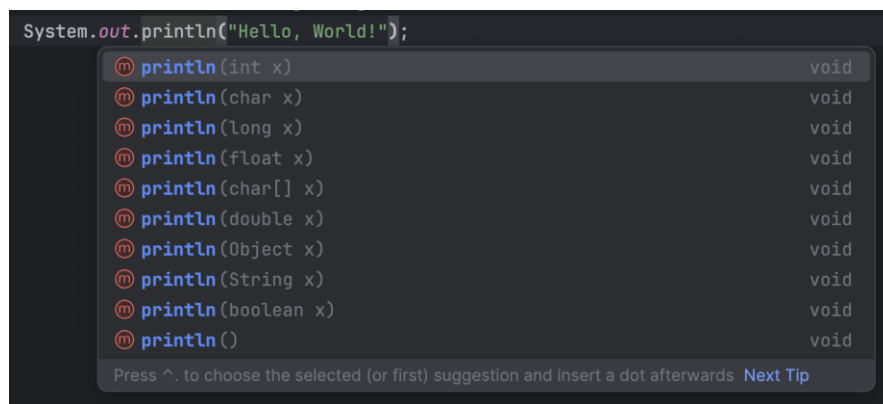 System.out.println("Hello, World!");
m println(int x) void
m println(char x) void
m println(long x) void
m println(float x) void
m println(char[] x) void
m println(double x) void
m println(Object x) void
m println(String x) void
m println(boolean x) void
m println() void
Press ^. to choose the selected (or first) suggestion and insert a dot afterwards Next Tip